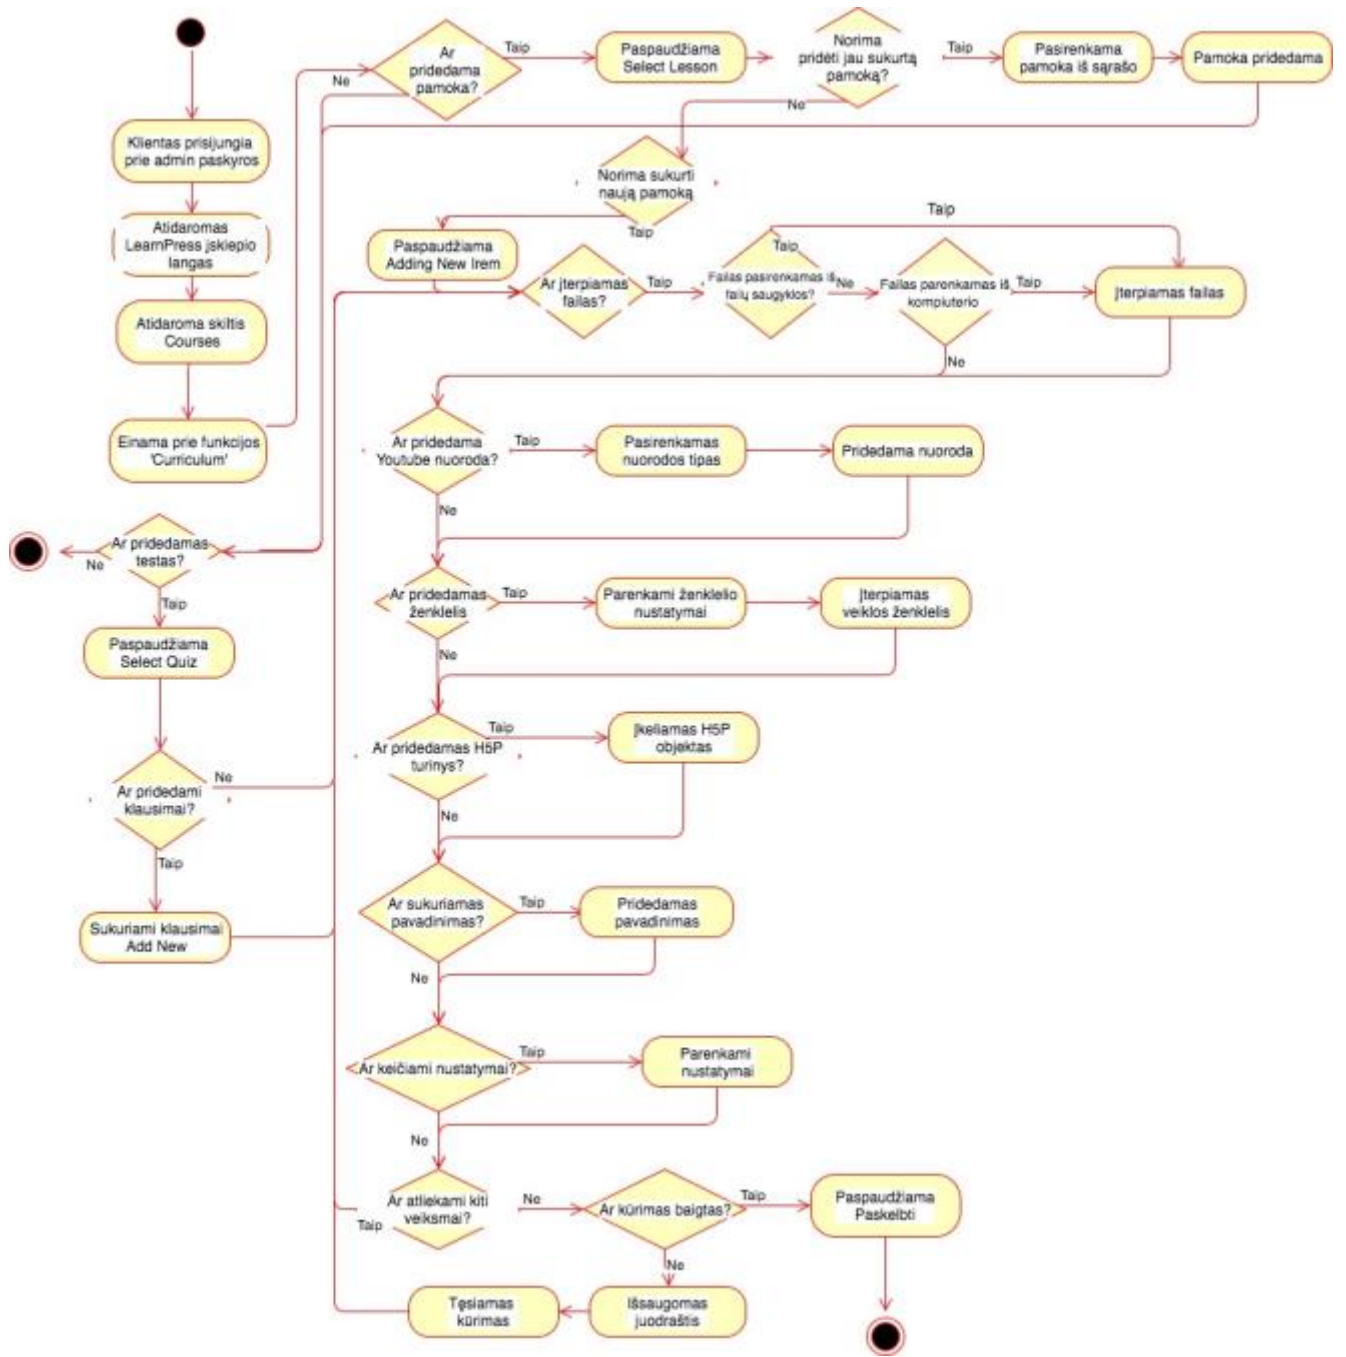 Ar
pridedama
pamoka?
Taip
Ne
Paspaudžiama
Select Lesson
Norima
pridėti jau sukurtą
pamoką?
Taip
Ne
Pasirenkama
pamoka iš sąrašo
Pamoka pridedama
Klientas prisijungia
prie admin paskyros
Norima sukurti
naują pamoką
Taip
Atidaromas
LearnPress įskiepio
langas
Paspaudžiama
Adding New Irem
Ar įterpiamas
failas?
Taip
Failas pasirenkamas iš
failų saugyklos?
Taip
Taip
Ne
Failas parenkamas iš
kompiuterio
Taip
Ne
Įterpiamas failas
Atidaroma skiltis
Courses
Einama prie funkcijos
'Curriculum'
Ar pridedama
Youtube nuoroda?
Taip
Ne
Pasirenkamas
nuorodos tipas
Pridedama nuoroda
Ar pridedamas
testas?
Ne
Taip
Ar pridedamas
ženklelis
Taip
Ne
Parenkami ženklelio
nustatymai
Įterpiamas
veiklos ženklelis
Paspaudžiama
Select Quiz
Ar pridedamas H5P
turinys?
Taip
Ne
Įkeliamas H5P
objektas
Ar pridedami
klausimai?
Ne
Taip
Sukuriami klausimai
Add New
Ar sukuriamas
pavadinimas?
Taip
Ne
Pridedamas
pavadinimas
Ar keičiami nustatymai?
Taip
Ne
Parenkami
nustatymai
Ar atliekami kiti
veiksmai?
Taip
Ne
Ar kūrimas baigtas?
Taip
Ne
Paspaudžiama
Paskelbti
Tęsiamas
kūrimas
Išsaugomas
juodraštis